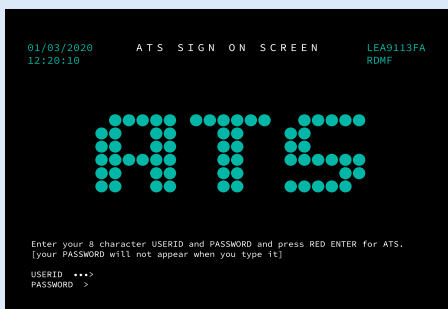 01/03/2020 ATS SIGN ON SCREEN LEA9113FA
12:20:10 RDMF
ATS
Enter your 8 character USERID and PASSWORD and press RED ENTER for ATS.
[your PASSWORD will not appear when you type it]
USERID •••>
PASSWORD >